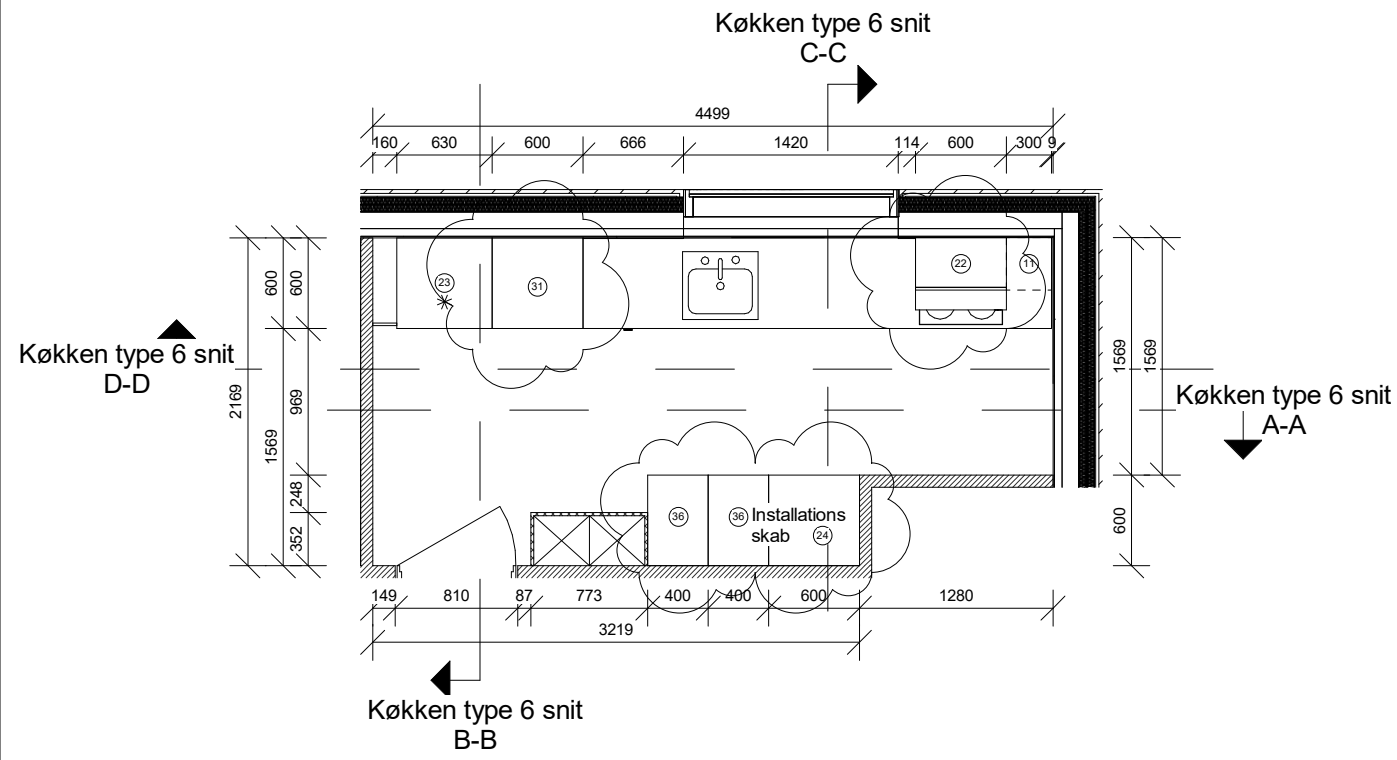 Køkken type 6 snit
C-C
4499
160 630 600 666 1420 114 600 300 9
23
31
22
11
600
600
Køkken type 6 snit
D-D
2169
1569
969
248
352
1569
1569
600
Køkken type 6 snit
A-A
36
36
Installations
skab
24
149 810 87 773 400 400 600 1280
3219
Køkken type 6 snit
B-B